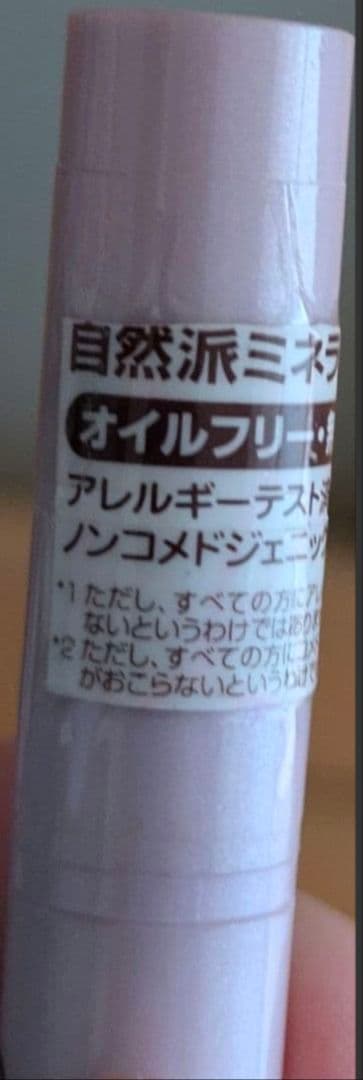 自然派ミネラ
オイルフリー・
アレルギーテスト済
ノンコメドジェニック
*1 ただし、すべての方にアレ
ないというわけではあり
*2 ただし、すべての方にコメ
がおこらないというわけで